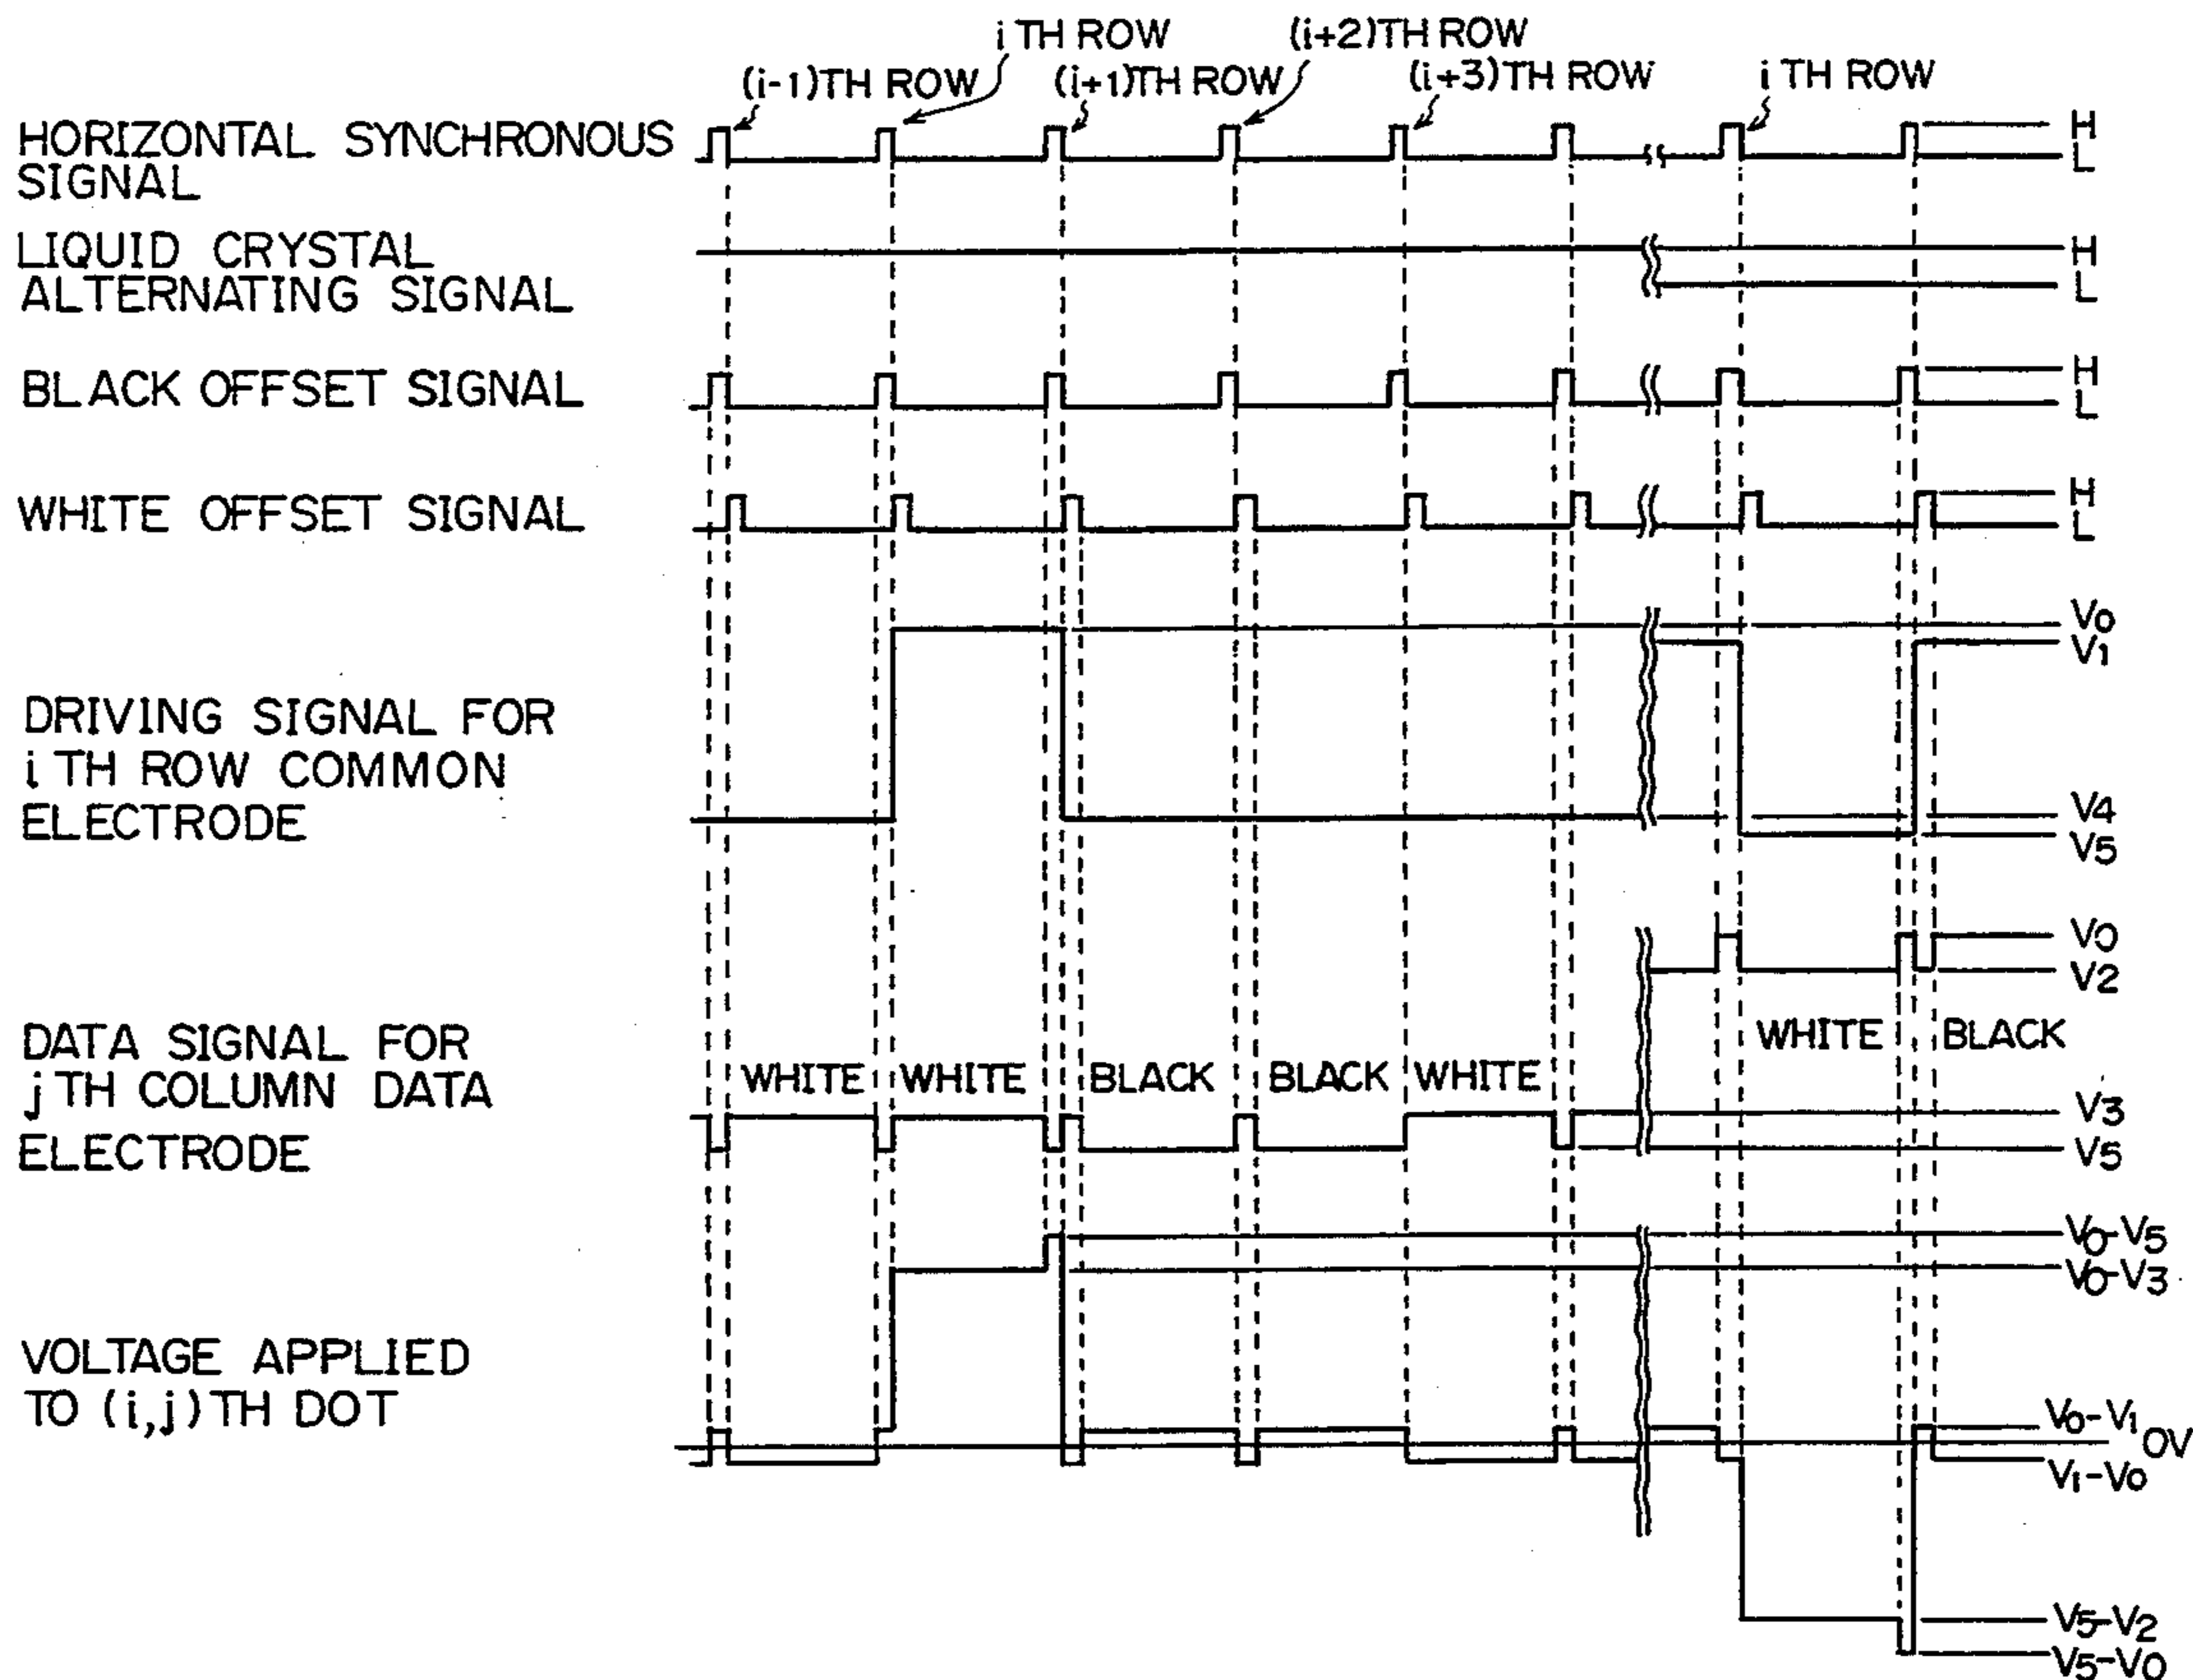 i TH ROW
(i+2)TH ROW
(i-1)TH ROW
(i+1)TH ROW
(i+3)TH ROW
i TH ROW
HORIZONTAL SYNCHRONOUS
SIGNAL
H
L
LIQUID CRYSTAL
ALTERNATING SIGNAL
H
L
BLACK OFFSET SIGNAL
H
L
WHITE OFFSET SIGNAL
H
L
DRIVING SIGNAL FOR
i TH ROW COMMON
ELECTRODE
V0
V1
V4
V5
DATA SIGNAL FOR
j TH COLUMN DATA
ELECTRODE
V0
V2
WHITE
BLACK
WHITE
WHITE
BLACK
BLACK
WHITE
V3
V5
VOLTAGE APPLIED
TO (i,j)TH DOT
V0-V5
V0-V3
V0-V1
0V
V1-V0
V5-V2
V5-V0